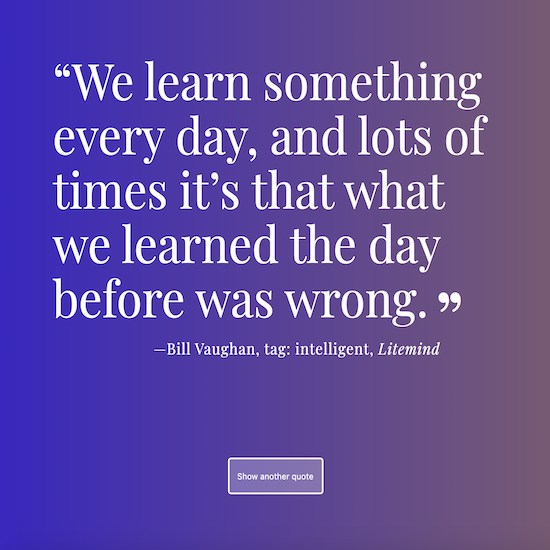 “We learn something
every day, and lots of
times it’s that what
we learned the day
before was wrong. ”
—Bill Vaughan, tag: intelligent, Litemind
Show another quote